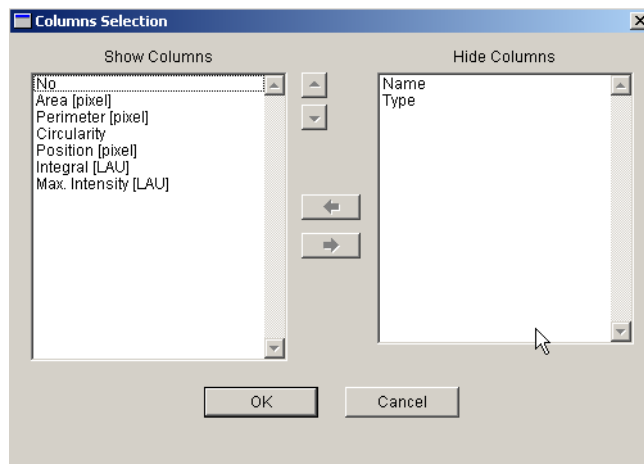 Columns Selection
Show Columns
Hide Columns
No
Area [pixel]
Perimeter [pixel]
Circularity
Position [pixel]
Integral [LAU]
Max. Intensity [LAU]
Name
Type
OK
Cancel